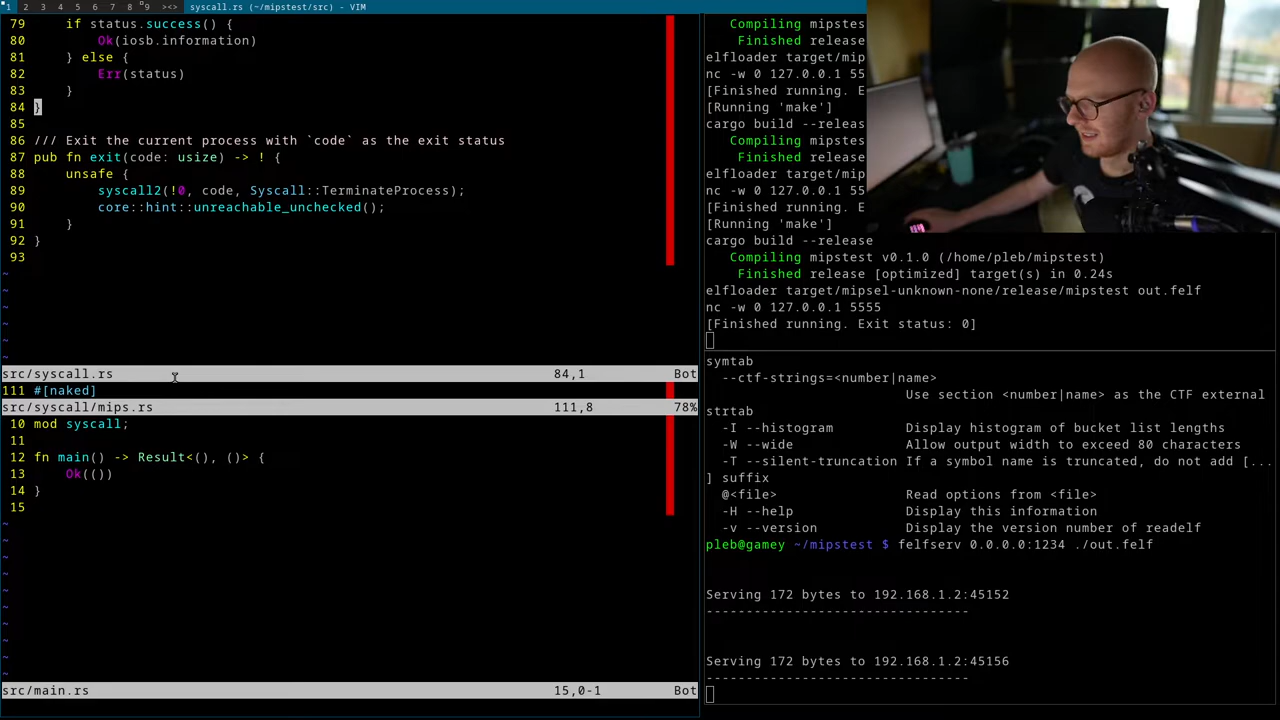 1 2 3 4 5 6 7 8 9 ><> syscall.rs (~/mipstest/src) - VIM
79     if status.success() {
80         Ok(iosb.information)
81     } else {
82         Err(status)
83     }
84 }
85
86 /// Exit the current process with `code` as the exit status
87 pub fn exit(code: usize) -> ! {
88     unsafe {
89         syscall2(!0, code, Syscall::TerminateProcess);
90         core::hint::unreachable_unchecked();
91     }
92 }
93
~
~
~
~
~
~
src/syscall.rs 84,1 Bot
111 #[naked]
src/syscall/mips.rs 111,8 78%
10 mod syscall;
11
12 fn main() -> Result<(), ()> {
13     Ok(())
14 }
15
~
~
~
~
~
~
~
~
~
~
src/main.rs 15,0-1 Bot
Compiling mipstes
Finished release
elfloader target/mip
nc -w 0 127.0.0.1 55
[Finished running. E
[Running 'make']
cargo build --releas
Compiling mipstes
Finished release
elfloader target/mip
nc -w 0 127.0.0.1 55
[Finished running. E
[Running 'make']
cargo build --release
Compiling mipstest v0.1.0 (/home/pleb/mipstest)
Finished release [optimized] target(s) in 0.24s
elfloader target/mipsel-unknown-none/release/mipstest out.felf
nc -w 0 127.0.0.1 5555
[Finished running. Exit status: 0]
symtab
--ctf-strings=<number|name>
Use section <number|name> as the CTF external
strtab
-I --histogram         Display histogram of bucket list lengths
-W --wide              Allow output width to exceed 80 characters
-T --silent-truncation If a symbol name is truncated, do not add [...
] suffix
@<file>                Read options from <file>
-H --help              Display this information
-v --version           Display the version number of readelf
pleb@gamey ~/mipstest $ felfserv 0.0.0.0:1234 ./out.felf
Serving 172 bytes to 192.168.1.2:45152
--------------------------------
Serving 172 bytes to 192.168.1.2:45156
--------------------------------